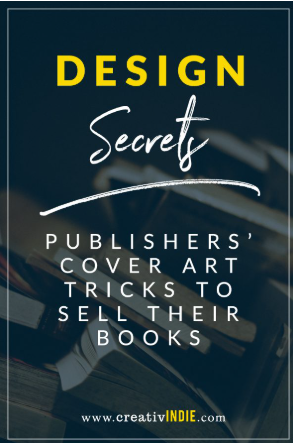 DESIGN
Secrets
PUBLISHERS’
COVER ART
TRICKS TO
SELL THEIR
BOOKS
www.creativINDIE.com